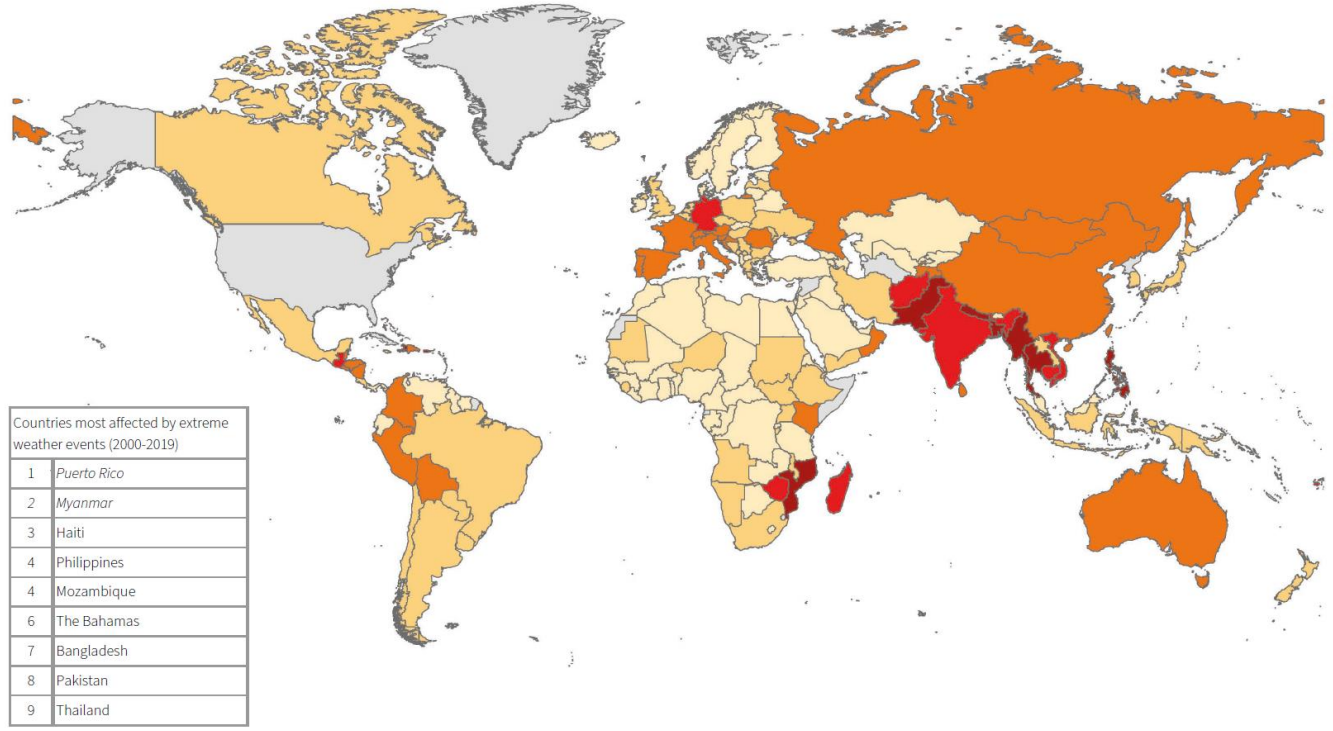 Countries most affected by extreme
weather events (2000-2019)
1 Puerto Rico
2 Myanmar
3 Haiti
4 Philippines
4 Mozambique
6 The Bahamas
7 Bangladesh
8 Pakistan
9 Thailand